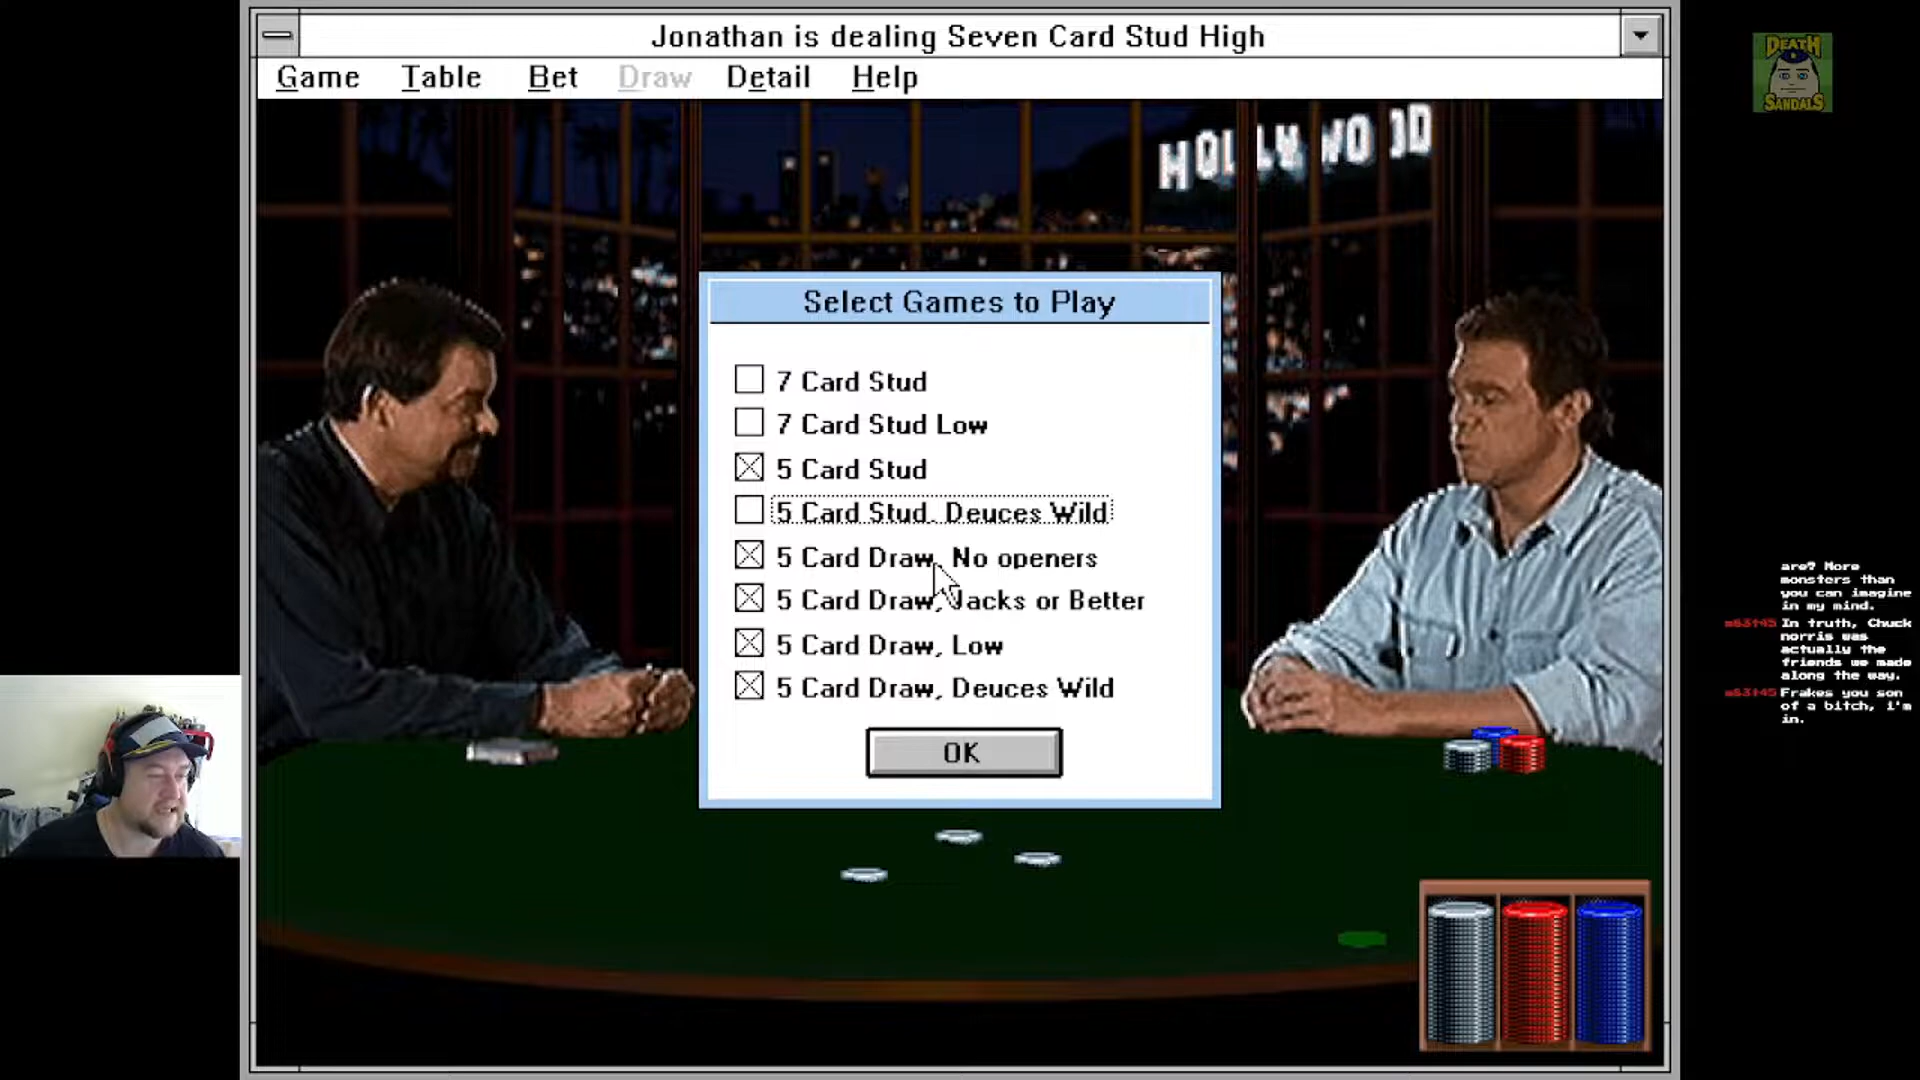 Jonathan is dealing Seven Card Stud High
Game Table Bet Draw Detail Help
DEATH
SANDALS
HOLLYWOOD
Select Games to Play
7 Card Stud
7 Card Stud Low
5 Card Stud
5 Card Stud, Deuces Wild
5 Card Draw, No openers
5 Card Draw, Jacks or Better
5 Card Draw, Low
5 Card Draw, Deuces Wild
OK
are? More
monsters than
you can imagine
in my mind.
m83t45 In truth, Chuck
norris was
actually the
friends we made
along the way.
m83t45 Frakes you son
of a bitch, i'm
in.